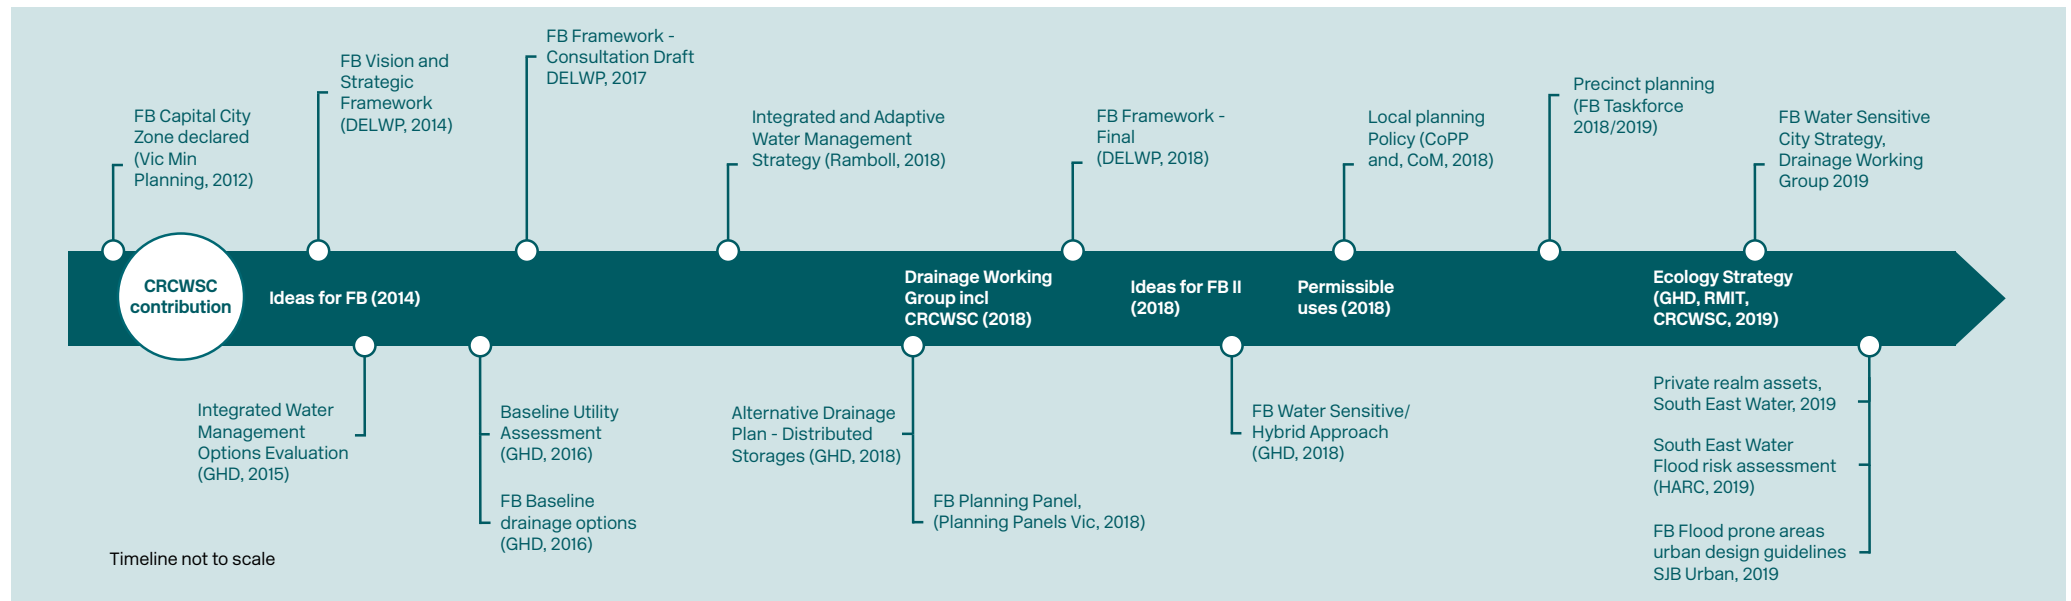 FB Capital City
Zone declared
(Vic Min
Planning, 2012)
FB Vision and
Strategic
Framework
(DELWP, 2014)
FB Framework -
Consultation Draft
DELWP, 2017
Integrated and Adaptive
Water Management
Strategy (Ramboll, 2018)
FB Framework -
Final
(DELWP, 2018)
Local planning
Policy (CoPP
and, CoM, 2018)
Precinct planning
(FB Taskforce
2018/2019)
FB Water Sensitive
City Strategy,
Drainage Working
Group 2019
CRCWSC
contribution
Ideas for FB (2014)
Drainage Working
Group incl
CRCWSC (2018)
Ideas for FB II
(2018)
Permissible
uses (2018)
Ecology Strategy
(GHD, RMIT,
CRCWSC, 2019)
Integrated Water
Management
Options Evaluation
(GHD, 2015)
Baseline Utility
Assessment
(GHD, 2016)
FB Baseline
drainage options
(GHD, 2016)
Alternative Drainage
Plan - Distributed
Storages (GHD, 2018)
FB Planning Panel,
(Planning Panels Vic, 2018)
FB Water Sensitive/
Hybrid Approach
(GHD, 2018)
Private realm assets,
South East Water, 2019
South East Water
Flood risk assessment
(HARC, 2019)
FB Flood prone areas
urban design guidelines
SJB Urban, 2019
Timeline not to scale